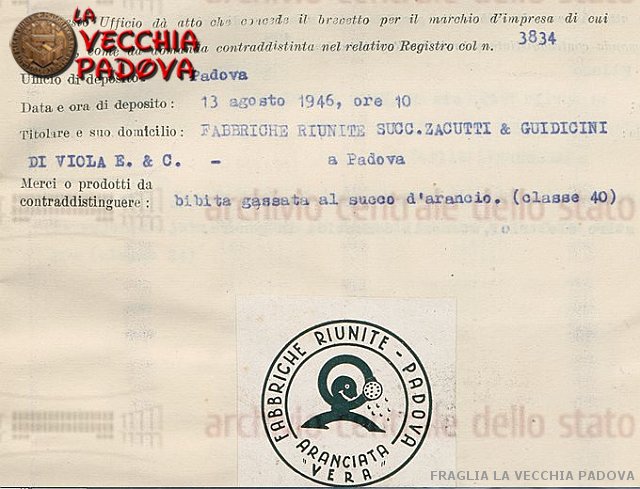 LA
VECCHIA
PADOVA
Ufficio dà atto che concede il brevetto per il marchio d'impresa di cui
come da domanda contraddistinta nel relativo Registro col n. 3834
Ufficio di deposito: Padova
Data e ora di deposito: 13 agosto 1946, ore 10
Titolare e suo domicilio: FABBRICHE RIUNITE SUCC.ZACUTTI & GUIDICINI
DI VIOLA E. & C. - a Padova
Merci o prodotti da
contraddistinguere: bibita gassata al succo d'arancio. (classe 40)
archivio centrale dello stato
FABBRICHE RIUNITE - PADOVA
ARANCIATA
"VERA"
archivio centrale dello stato
FRAGLIA LA VECCHIA PADOVA